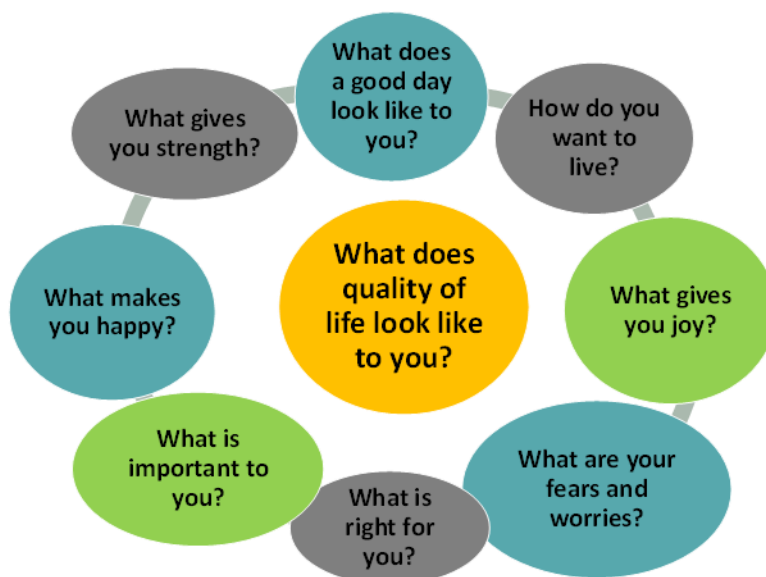 What does
a good day
look like to
you?
How do you
want to
live?
What gives
you joy?
What are your
fears and
worries?
What is
right for
you?
What is
important to
you?
What makes
you happy?
What gives
you strength?
What does
quality of
life look like
to you?